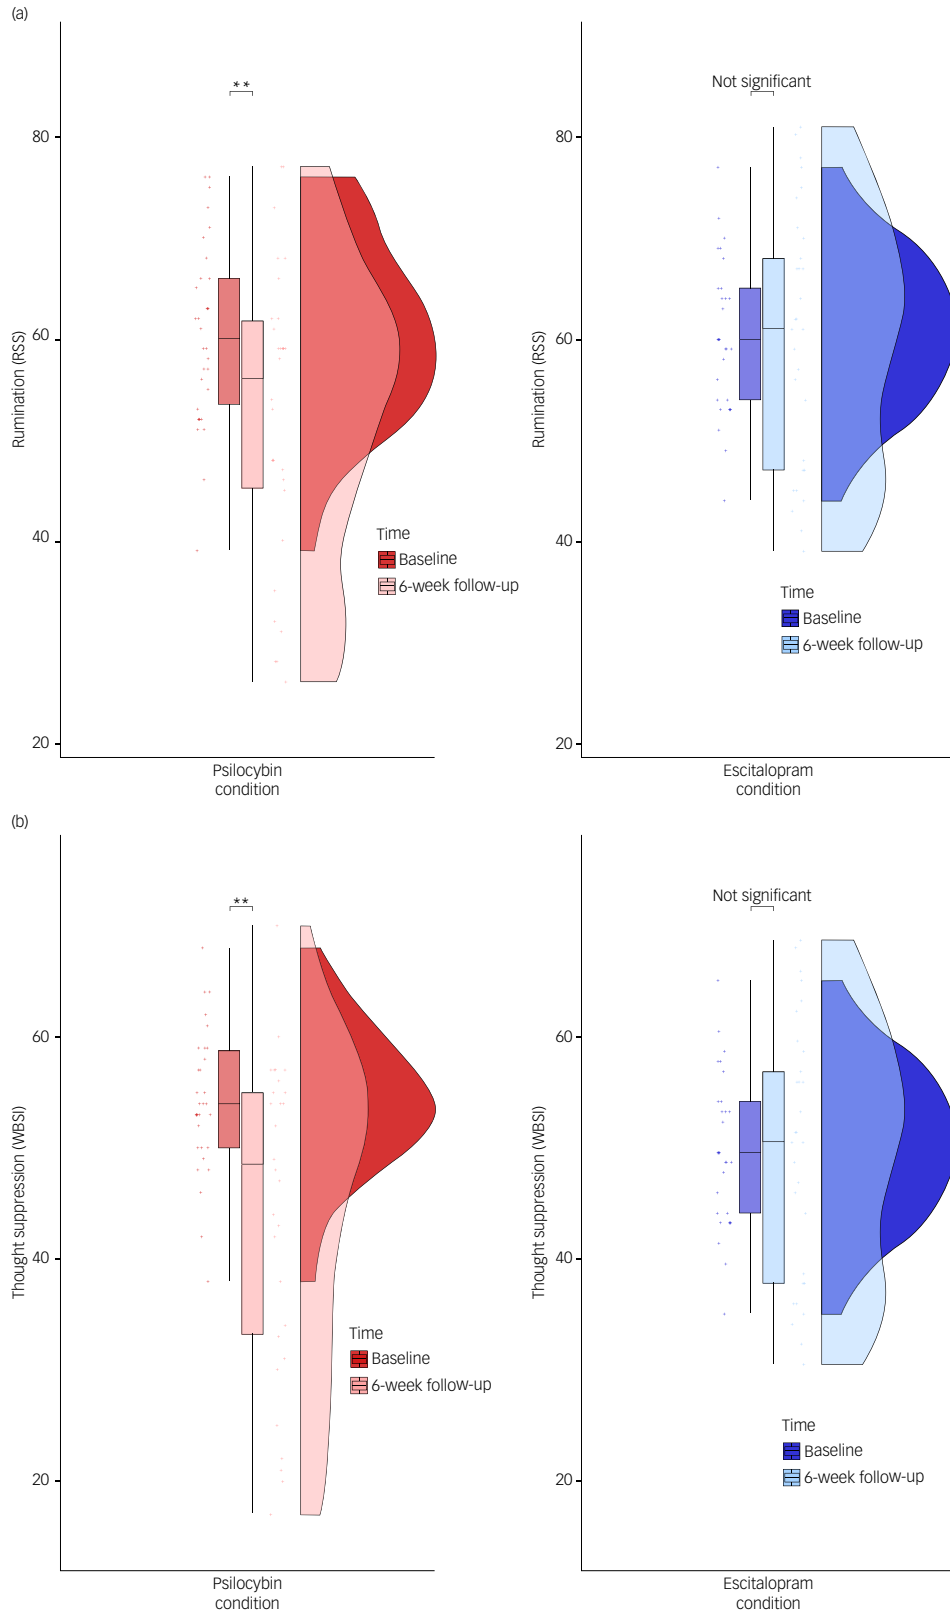 (a)
**
Not significant
80
60
40
20
Rumination (RSS)
Time
Baseline
6-week follow-up
Psilocybin
condition
80
60
40
20
Rumination (RSS)
Time
Baseline
6-week follow-up
Escitalopram
condition
(b)
**
Not significant
60
40
20
Thought suppression (WBSI)
Time
Baseline
6-week follow-up
Psilocybin
condition
60
40
20
Thought suppression (WBSI)
Time
Baseline
6-week follow-up
Escitalopram
condition